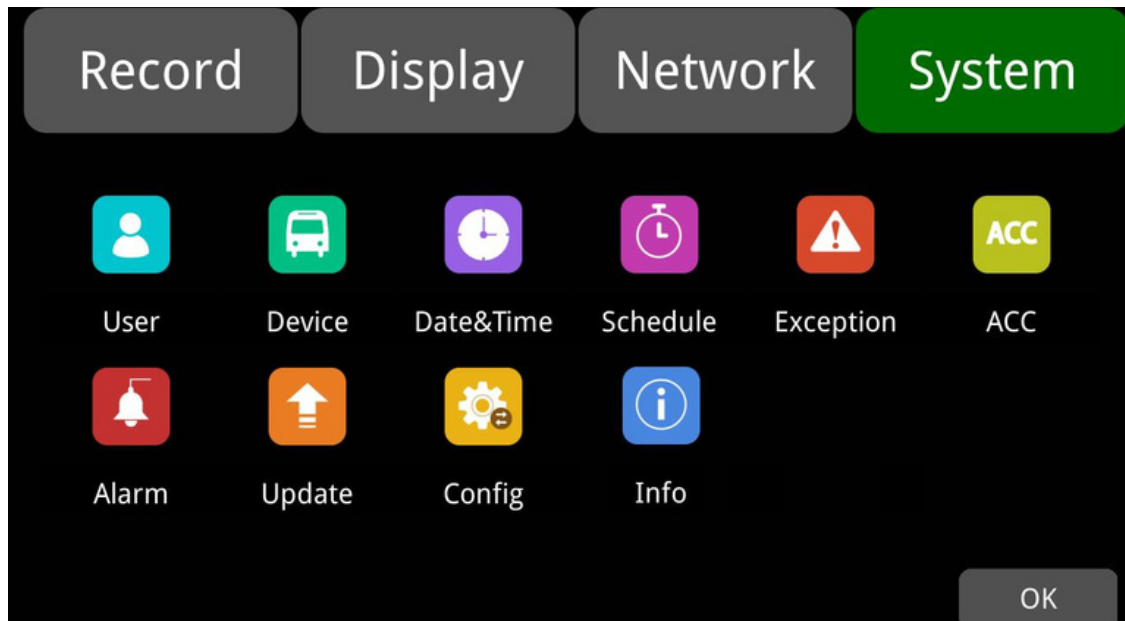 Record Display Network System
ACC
User Device Date&Time Schedule Exception ACC
Alarm Update Config Info
OK